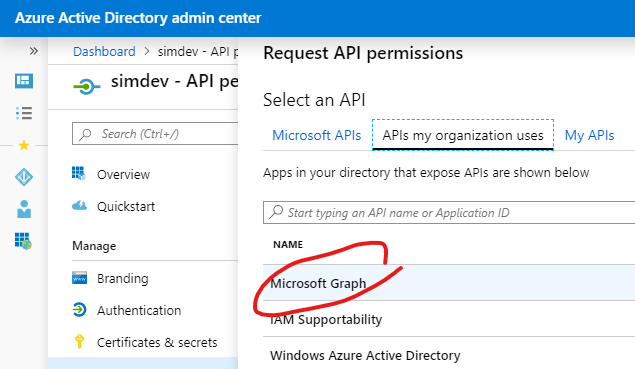 Azure Active Directory admin center
Dashboard > simdev - API p
simdev - API pe
Search (Ctrl+/)
Overview
Quickstart
Manage
Branding
Authentication
Certificates & secrets
Request API permissions
Select an API
Microsoft APIs APIs my organization uses My APIs
Apps in your directory that expose APIs are shown below
Start typing an API name or Application ID
NAME
Microsoft Graph
IAM Supportability
Windows Azure Active Directory